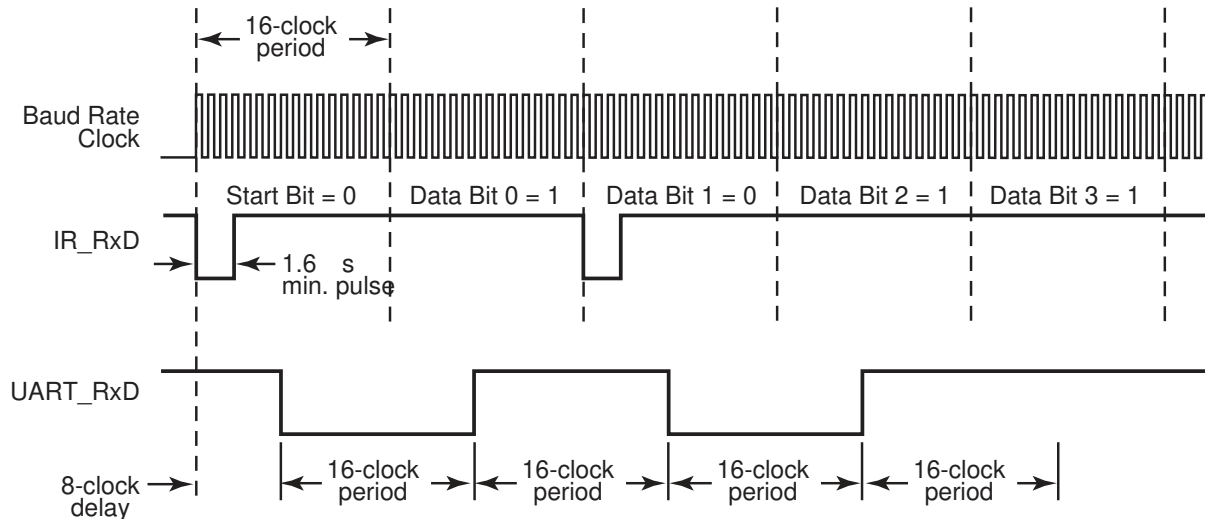 16-clock
period
Baud Rate
Clock
Start Bit = 0 Data Bit 0 = 1 Data Bit 1 = 0 Data Bit 2 = 1 Data Bit 3 = 1
IR_RxD
1.6 s
min. pulse
UART_RxD
16-clock 16-clock 16-clock 16-clock
period period period period
8-clock
delay